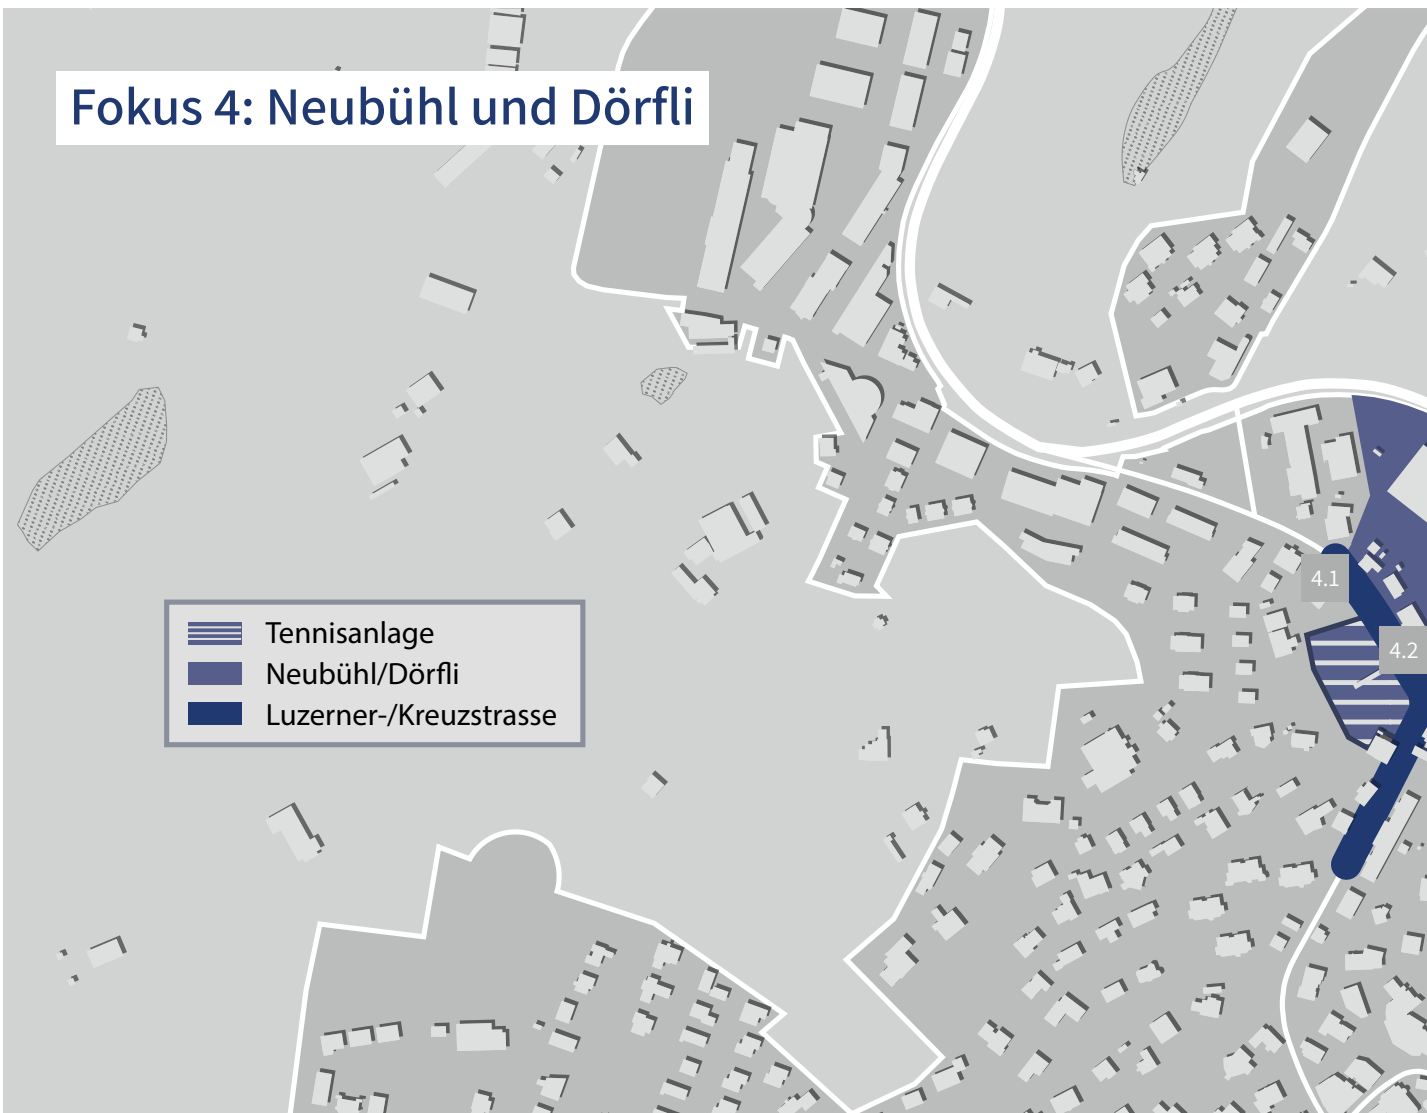 Fokus 4: Neubühl und Dörfli
4.1
4.2
Tennisanlage
Neubühl/Dörfli
Luzerner-/Kreuzstrasse